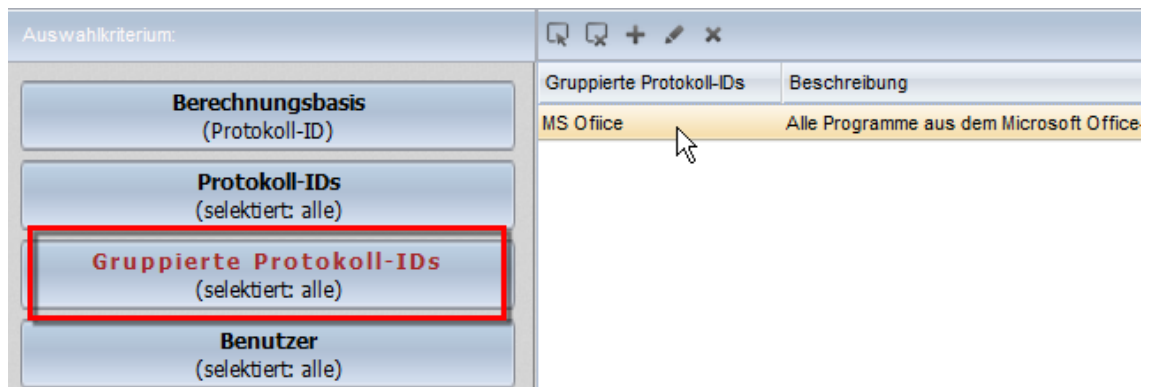 Auswahlkriterium:
Berechnungsbasis
(Protokoll-ID)
Protokoll-IDs
(selektiert: alle)
Gruppierte Protokoll-IDs
(selektiert: alle)
Benutzer
(selektiert: alle)
Gruppierte Protokoll-IDs Beschreibung
MS Ofiice Alle Programme aus dem Microsoft Office-